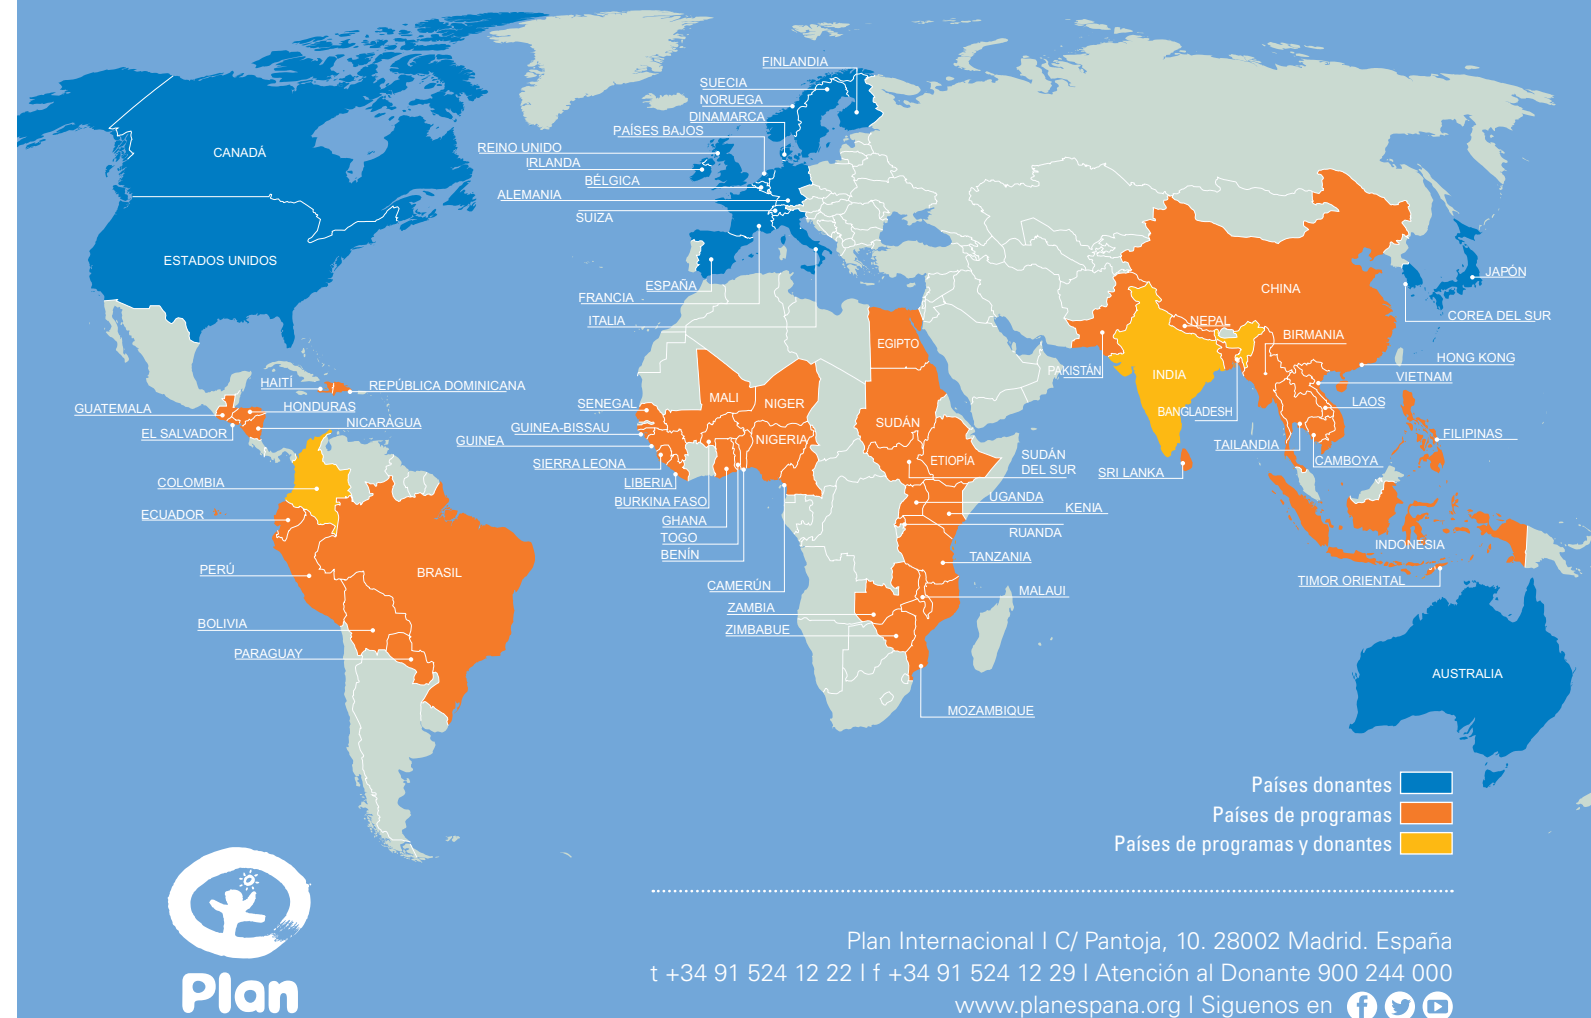 FINLANDIA
SUECIA
NORUEGA
DINAMARCA
PAÍSES BAJOS
REINO UNIDO
IRLANDA
BÉLGICA
ALEMANIA
SUIZA
CANADÁ
ESTADOS UNIDOS
ESPAÑA
FRANCIA
ITALIA
JAPÓN
COREA DEL SUR
CHINA
NEPAL
BIRMANIA
HONG KONG
VIETNAM
LAOS
PAKISTÁN
INDIA
BANGLADESH
TAILANDIA
FILIPINAS
CAMBOYA
SRI LANKA
INDONESIA
TIMOR ORIENTAL
AUSTRALIA
EGIPTO
MALI
NIGER
SENEGAL
GUINEA-BISSAU
GUINEA
NIGERIA
SUDÁN
ETIOPÍA
SUDÁN
DEL SUR
SIERRA LEONA
LIBERIA
BURKINA FASO
GHANA
TOGO
BENÍN
CAMERÚN
UGANDA
KENIA
RUANDA
TANZANIA
MALAUI
ZAMBIA
ZIMBABUE
MOZAMBIQUE
HAITÍ
REPÚBLICA DOMINICANA
GUATEMALA
HONDURAS
NICARAGUA
EL SALVADOR
COLOMBIA
ECUADOR
PERÚ
BRASIL
BOLIVIA
PARAGUAY
Países donantes
Países de programas
Países de programas y donantes
Plan
Plan Internacional I C/ Pantoja, 10. 28002 Madrid. España
t +34 91 524 12 22 I f +34 91 524 12 29 I Atención al Donante 900 244 000
www.planespana.org I Siguenos en